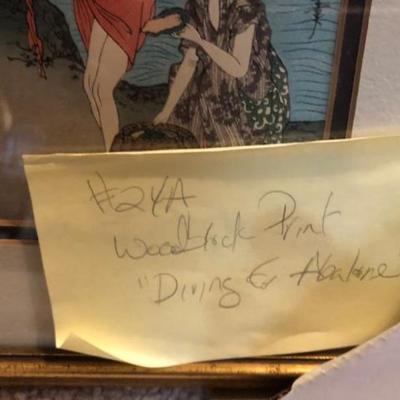 #24A
Woodblock Print
"Diving for Abalone"